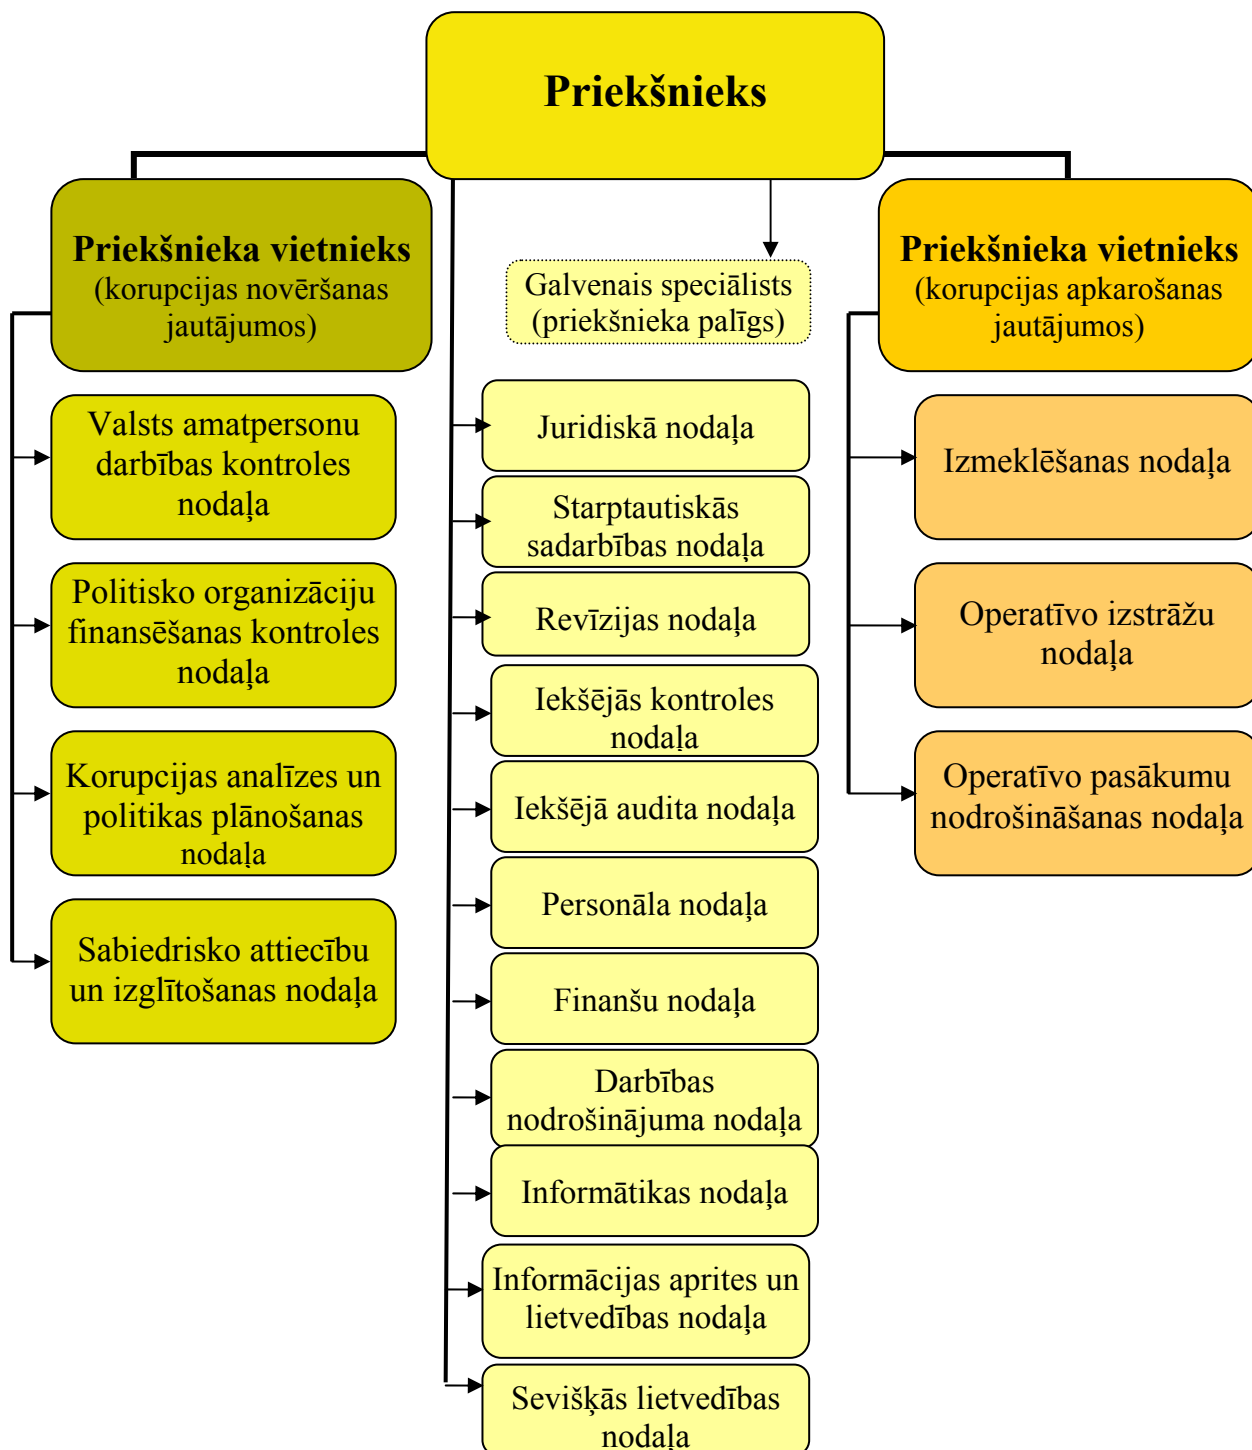 Priekšnieks
Priekšnieka vietnieks
(korupcijas novēršanas
jautājumos)
Valsts amatpersonu
darbības kontroles
nodaļa
Politisko organizāciju
finansēšanas kontroles
nodaļa
Korupcijas analīzes un
politikas plānošanas
nodaļa
Sabiedrisko attiecību
un izglītošanas nodaļa
Galvenais speciālists
(priekšnieka palīgs)
Juridiskā nodaļa
Starptautiskās
sadarbības nodaļa
Revīzijas nodaļa
Iekšējās kontroles
nodaļa
Iekšējā audita nodaļa
Personāla nodaļa
Finanšu nodaļa
Darbības
nodrošinājuma nodaļa
Informātikas nodaļa
Informācijas aprites un
lietvedības nodaļa
Sevišķās lietvedības
nodaļa
Priekšnieka vietnieks
(korupcijas apkarošanas
jautājumos)
Izmeklēšanas nodaļa
Operatīvo izstrāžu
nodaļa
Operatīvo pasākumu
nodrošināšanas nodaļa